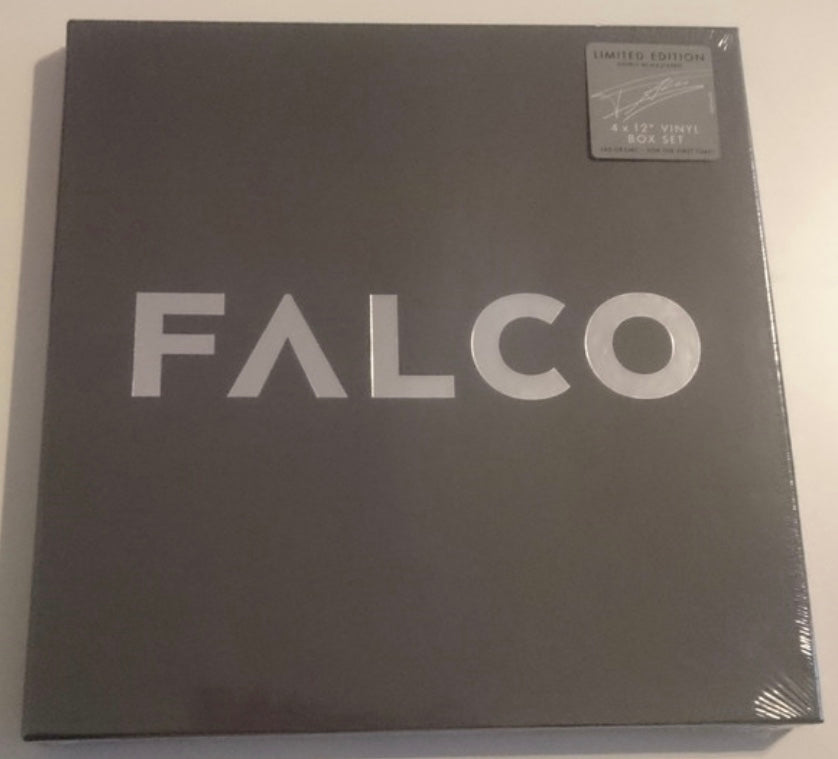 LIMITED EDITION
4 x 12" VINYL
BOX SET
FALCO